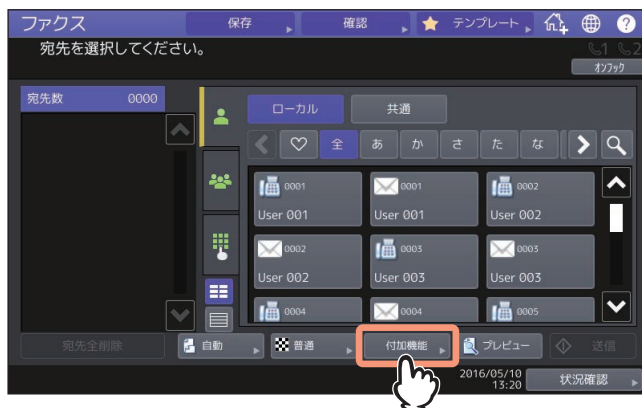 ファクス
保存
確認
テンプレート
?
宛先を選択してください。
1 2
オンフック
宛先数 0000
ローカル
共通
全 あ か さ た な
0001
User 001
0001
User 001
0002
User 002
0002
User 002
0003
User 003
0003
User 003
0004
0004
0005
宛先全削除
自動
普通
付加機能
プレビュー
送信
2016/05/10
13:20
状況確認